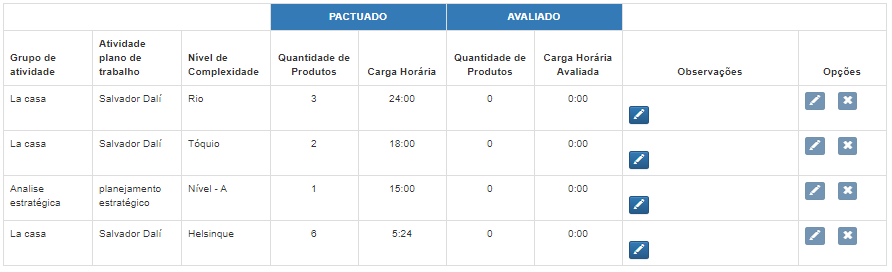 PACTUADO AVALIADO
Grupo de atividade Atividade plano de trabalho Nível de Complexidade Quantidade de Produtos Carga Horária Quantidade de Produtos Carga Horária Avaliada Observações Opções
La casa Salvador Dalí Rio 3 24:00 0 0:00
La casa Salvador Dalí Tóquio 2 18:00 0 0:00
Analise estratégica planejamento estratégico Nível - A 1 15:00 0 0:00
La casa Salvador Dalí Helsinque 6 5:24 0 0:00